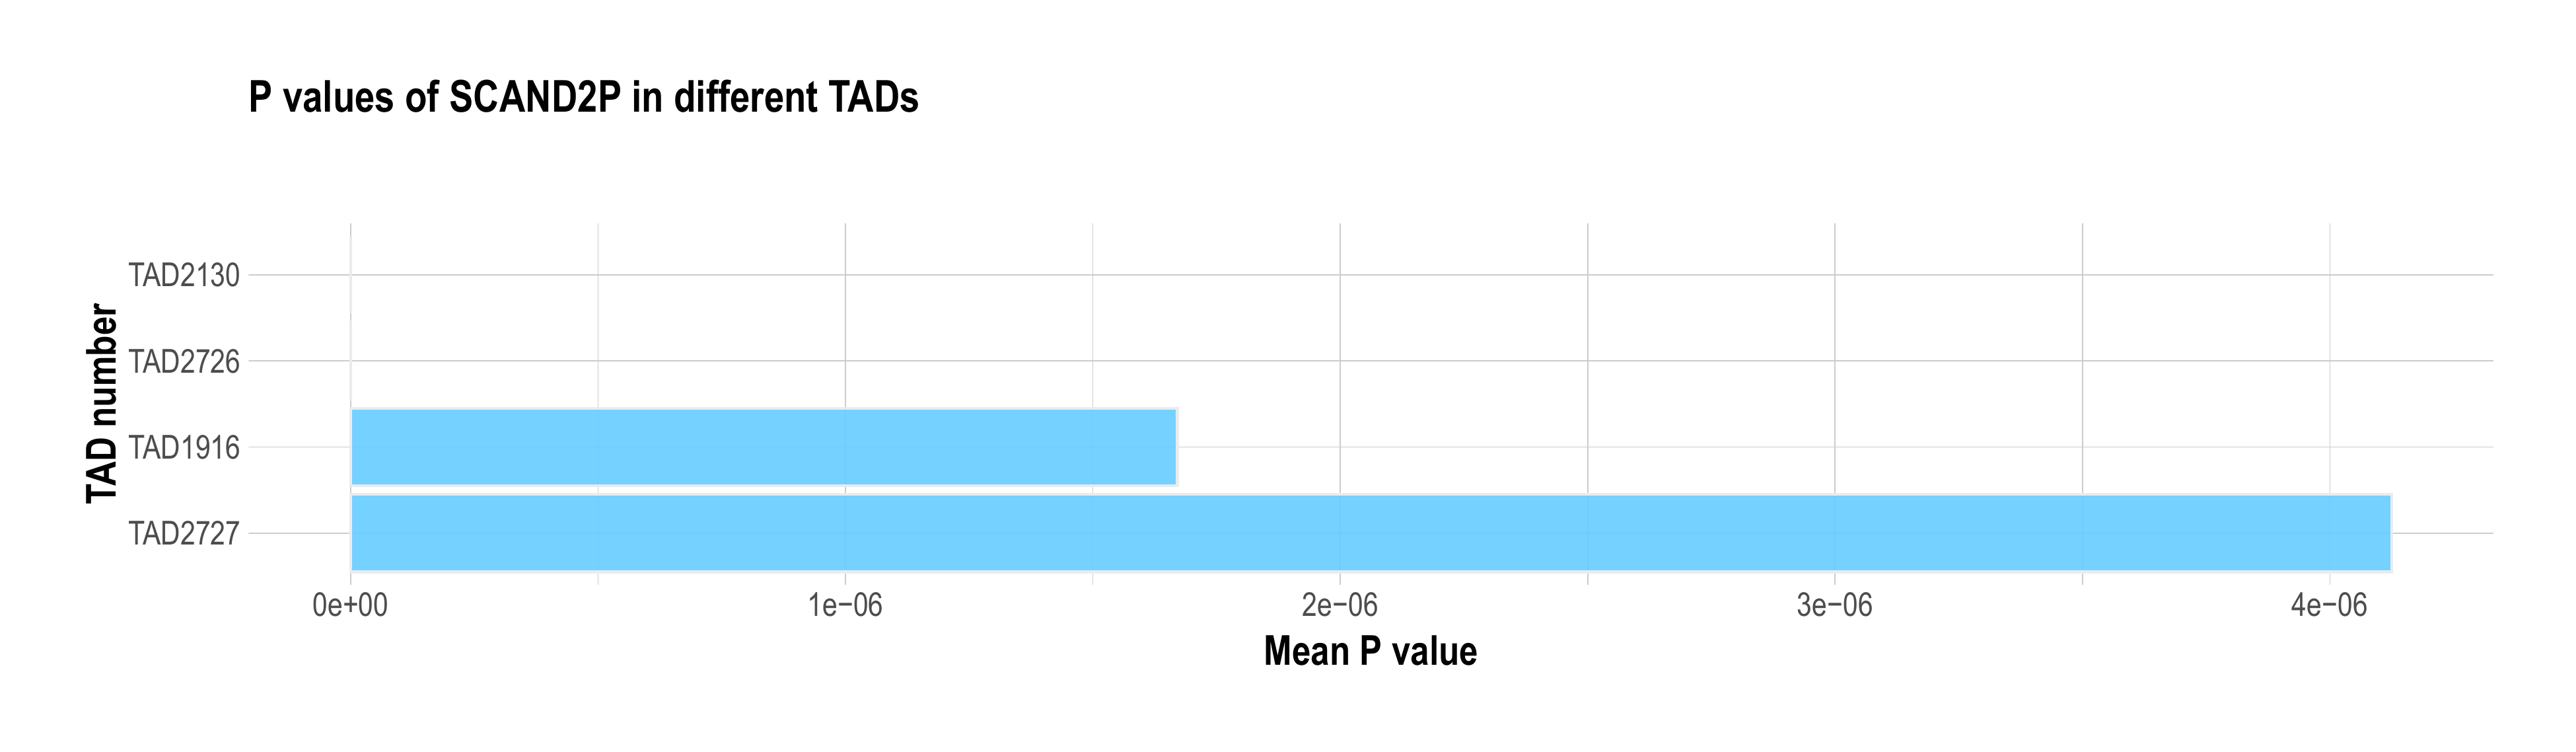 P values of SCAND2P in different TADs
TAD number
TAD2130
TAD2726
TAD1916
TAD2727
0e+00 1e−06 2e−06 3e−06 4e−06
Mean P value